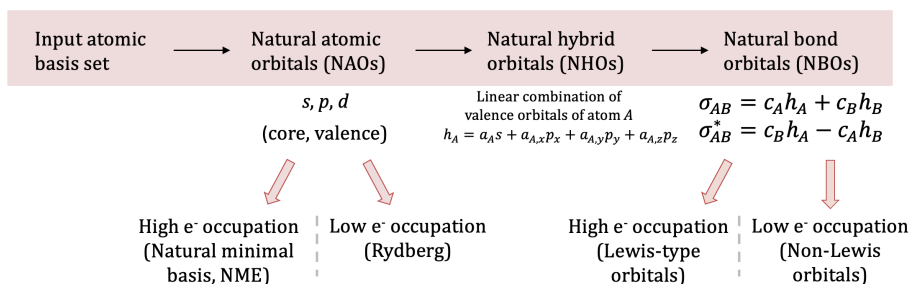 Input atomic
basis set
Natural atomic
orbitals (NAOs)
Natural hybrid
orbitals (NHOs)
Natural bond
orbitals (NBOs)
s, p, d
(core, valence)
Linear combination of
valence orbitals of atom A
h_A = a_A s + a_{A,x} p_x + a_{A,y} p_y + a_{A,z} p_z
σ_{AB} = c_A h_A + c_B h_B
σ*_{AB} = c_B h_A − c_A h_B
High e⁻ occupation
(Natural minimal
basis, NME)
Low e⁻ occupation
(Rydberg)
High e⁻ occupation
(Lewis-type
orbitals)
Low e⁻ occupation
(Non-Lewis
orbitals)